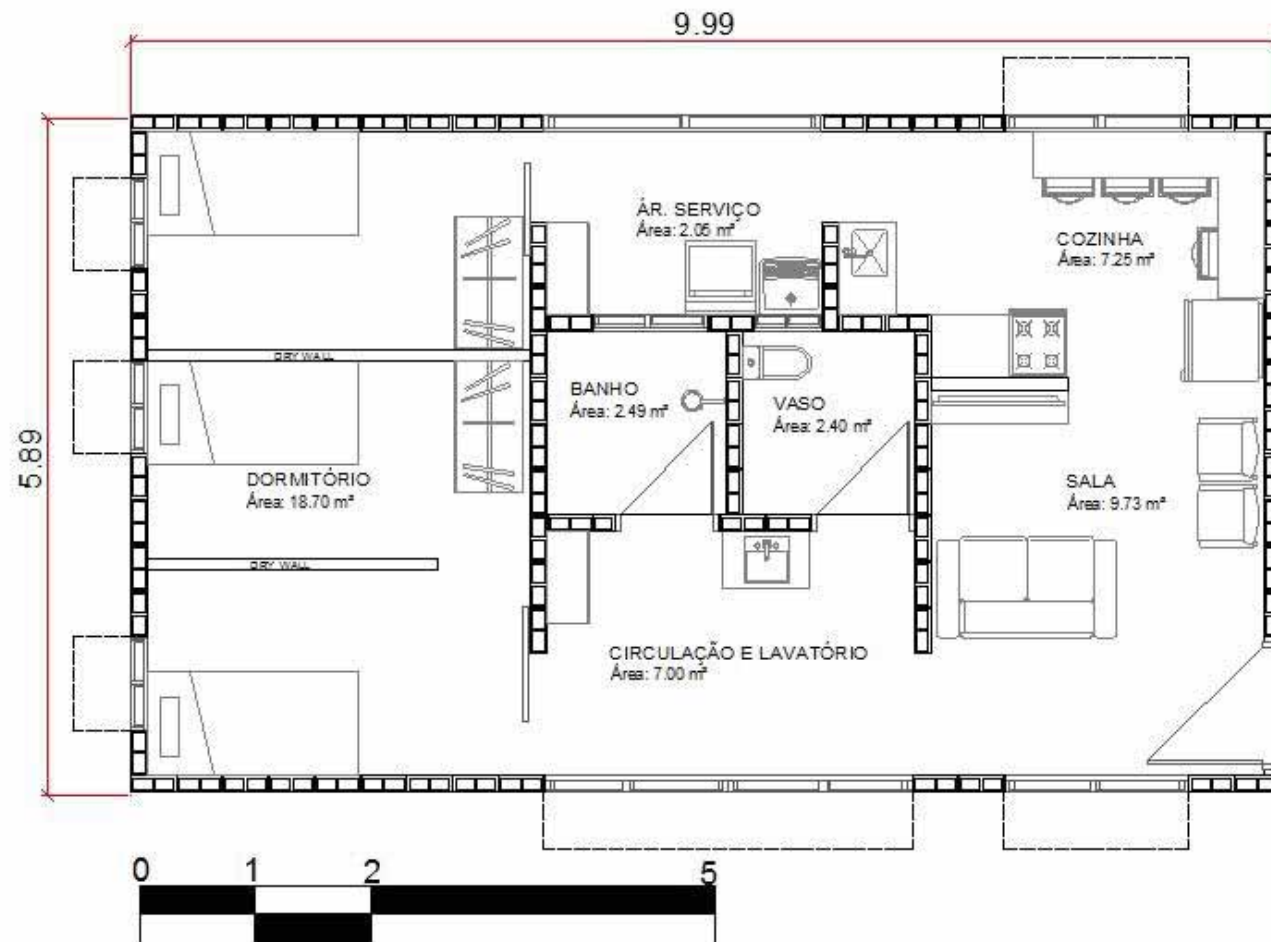 9.99
5.89
ÁR. SERVIÇO
Área: 2.05 m²
COZINHA
Área: 7.25 m²
DRY WALL
BANHO
Área: 2.49 m²
VASO
Área: 2.40 m²
DORMITÓRIO
Área: 18.70 m²
SALA
Área: 9.73 m²
DRY WALL
CIRCULAÇÃO E LAVATÓRIO
Área: 7.00 m²
0 1 2 5